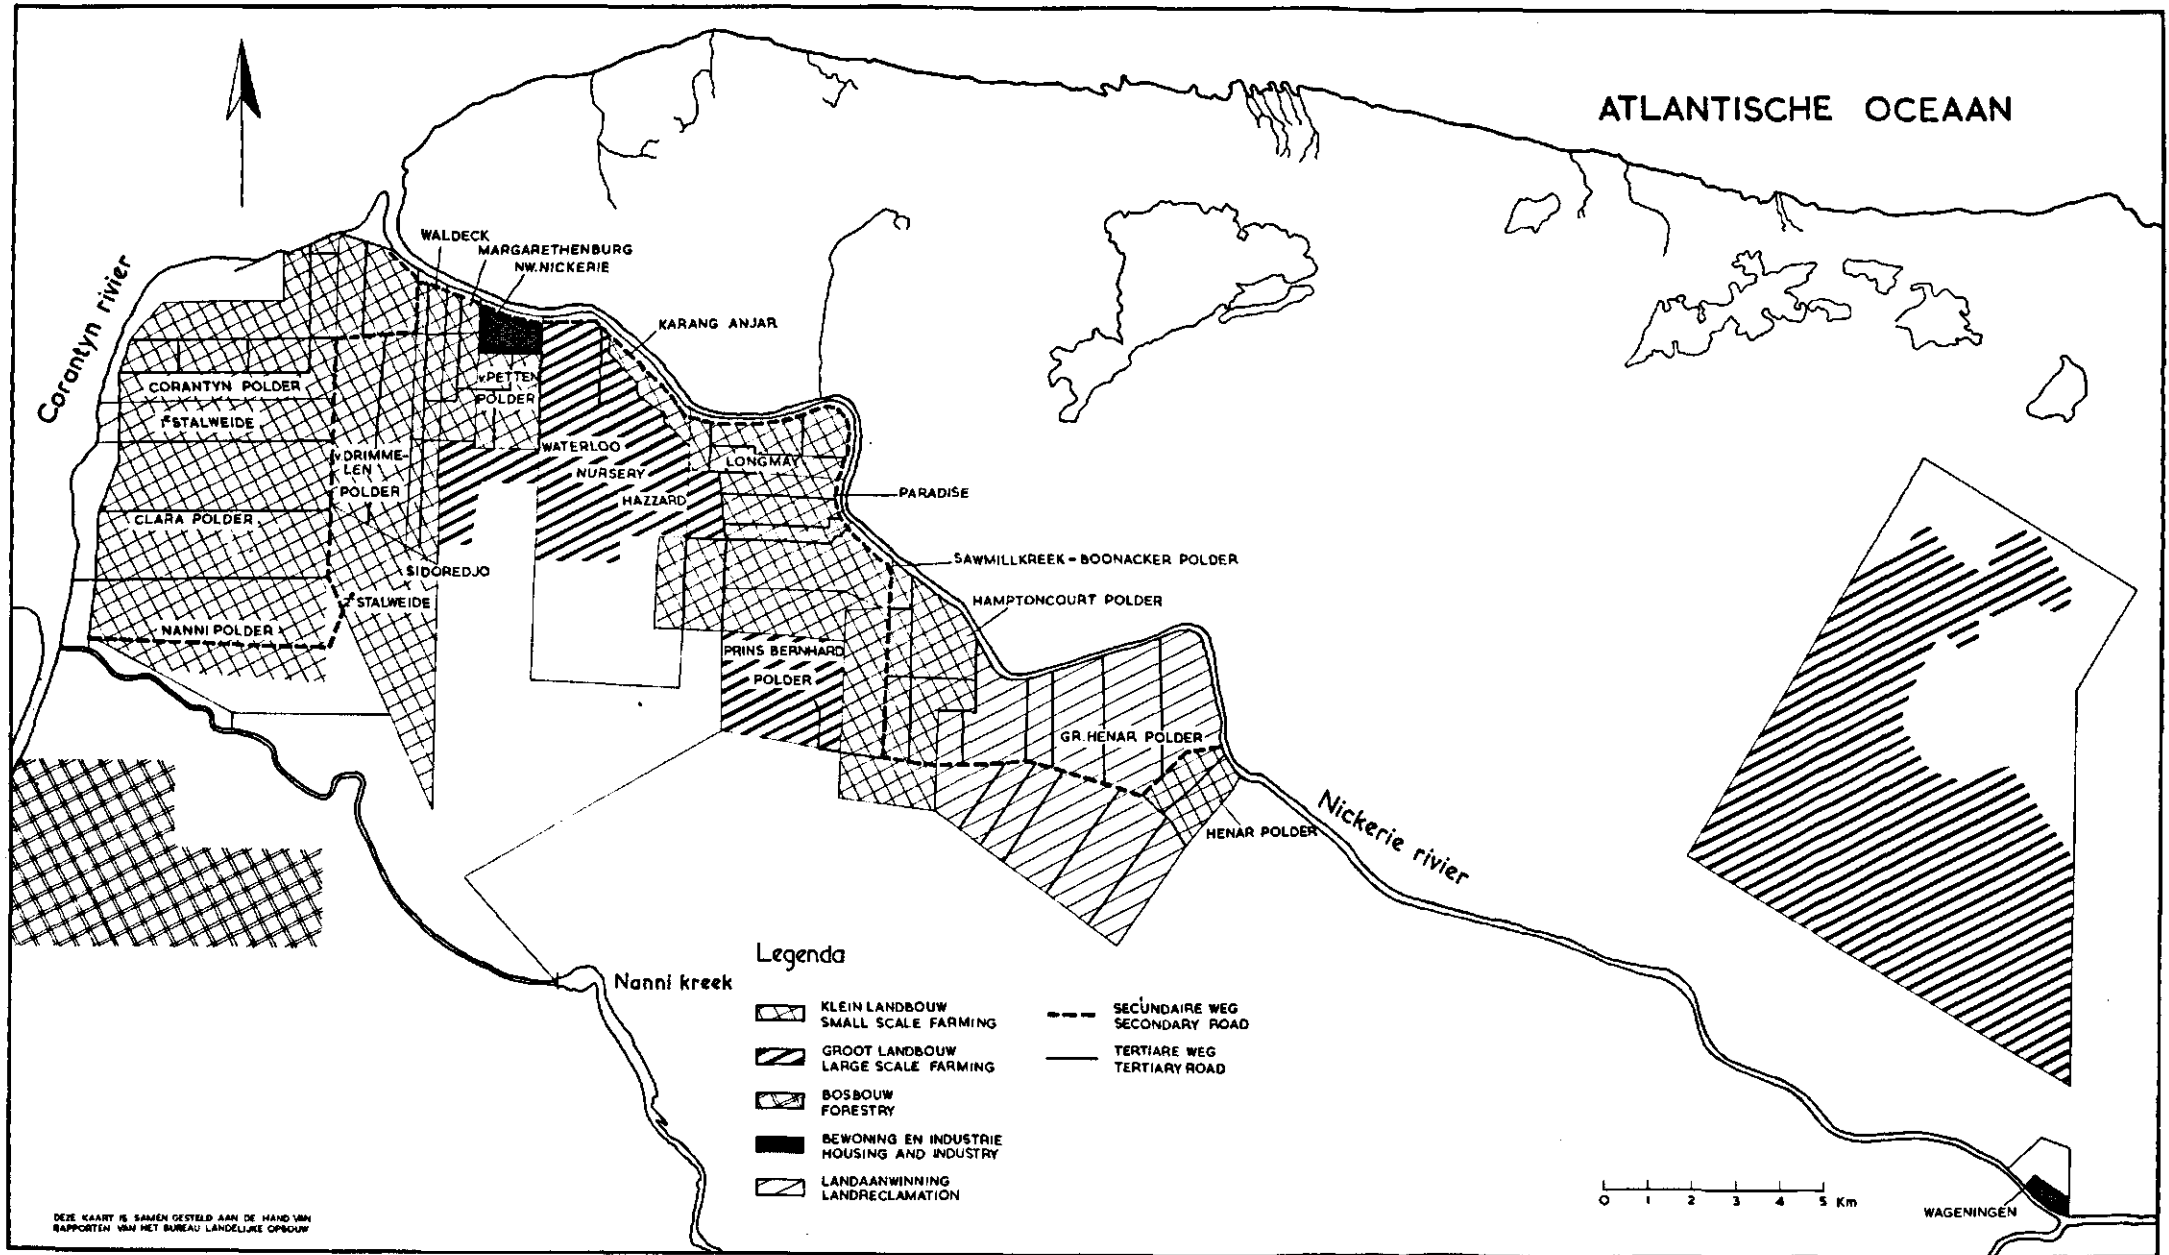 ATLANTISCHE OCEAAN
Corantyn rivier
WALDECK
MARGARETHENBURG
NW. NICKERIE
KARANG ANJAR
CORANTYN POLDER
1E STALWEIDE
v. PETTEN
POLDER
WATERLOO
NURSERY
HAZZARD
LONGMAY
v. DRIMME-
LEN
POLDER
PARADISE
CLARA POLDER
SIDOREDJO
2E STALWEIDE
NANNI POLDER
SAWMILLKREEK - BOONACKER POLDER
HAMPTONCOURT POLDER
PRINS BERNHARD
POLDER
GR. HENAR POLDER
HENAR POLDER
Nickerie rivier
Nanni kreek
Legenda
KLEIN LANDBOUW
SMALL SCALE FARMING
GROOT LANDBOUW
LARGE SCALE FARMING
BOSBOUW
FORESTRY
BEWONING EN INDUSTRIE
HOUSING AND INDUSTRY
LANDAANWINNING
LANDRECLAMATION
SECUNDAIRE WEG
SECONDARY ROAD
TERTIARE WEG
TERTIARY ROAD
0 1 2 3 4 5 Km
WAGENINGEN
DEZE KAART IS SAMEN GESTELD AAN DE HAND VAN
RAPPORTEN VAN HET BUREAU LANDELIJKE OPBOUW